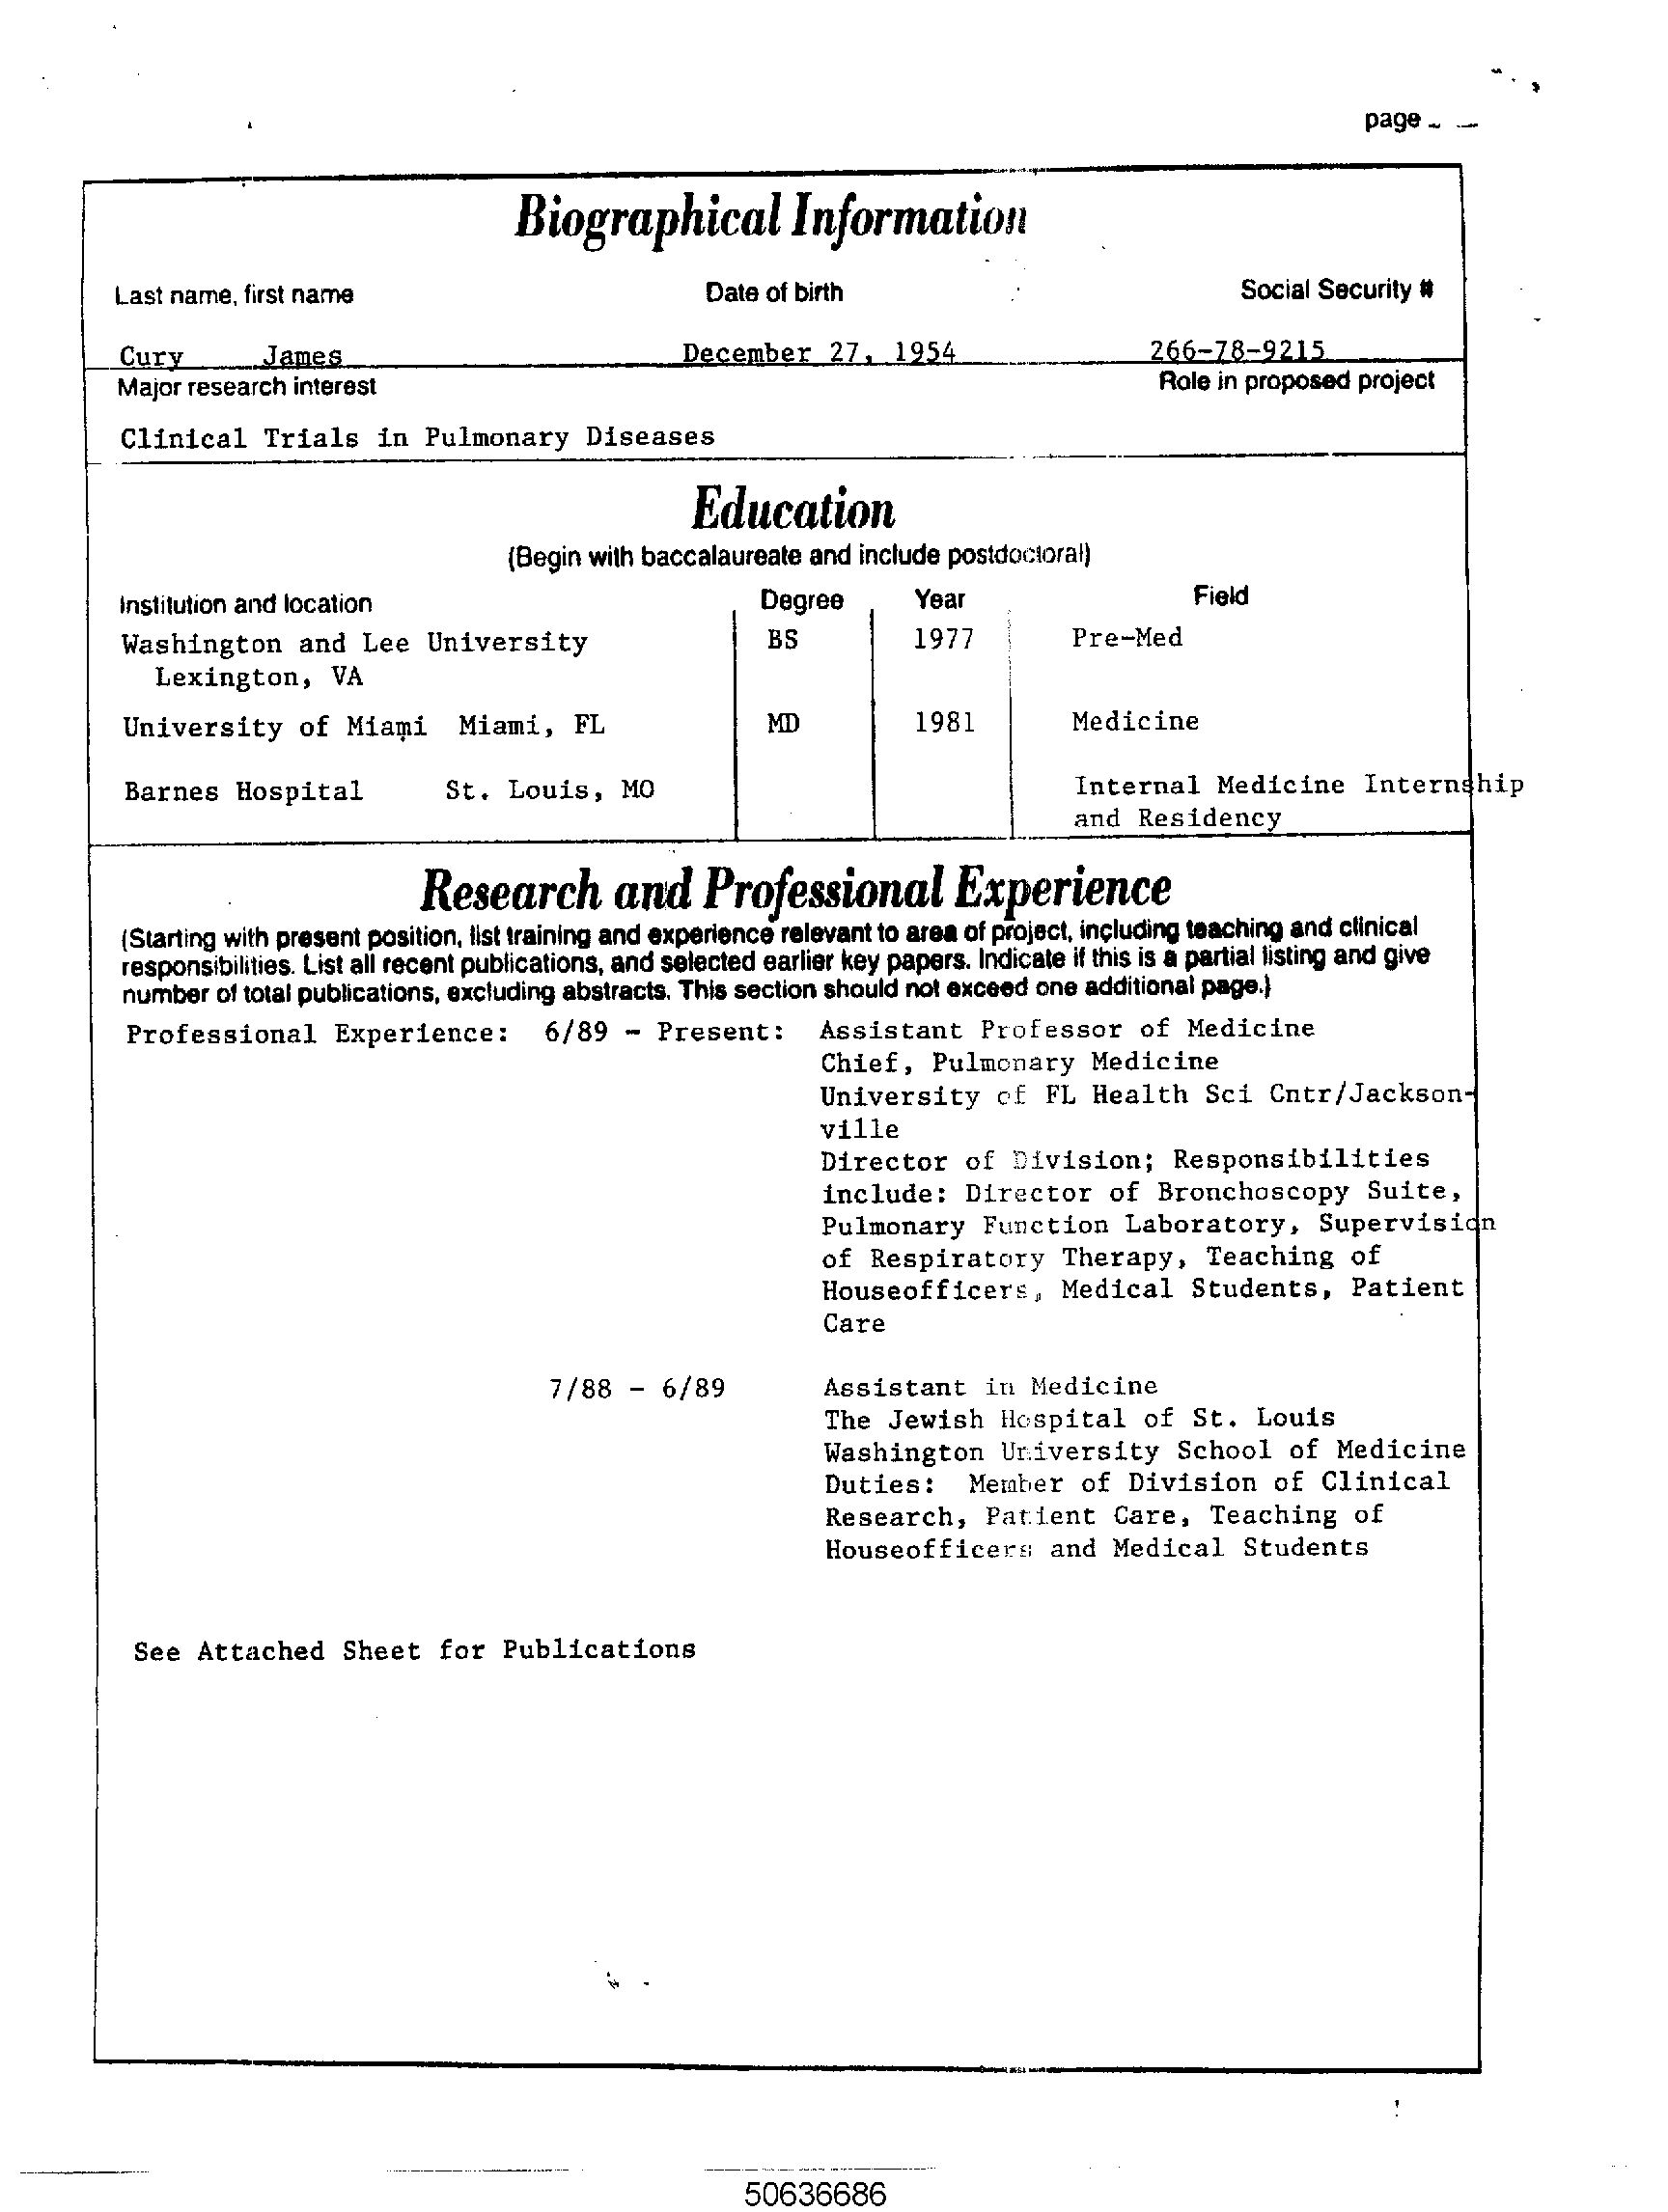 page
Biographical Information
Last name, first name Date of birth Social Security #
Cury James December 27, 1954 266-78-9215
Major research interest Role in proposed project
Clinical Trials in Pulmonary Diseases
Education
(Begin with baccalaureate and include postdoctoral)
Institution and location Degree Year Field
Washington and Lee University BS 1977 Pre-Med
Lexington, VA
University of Miami Miami, FL MD 1981 Medicine
Barnes Hospital St. Louis, MO Internal Medicine Internship
and Residency
Research and Professional Experience
(Starting with present position, list training and experience relevant to area of project, including teaching and clinical
responsibilities. List all recent publications, and selected earlier key papers. Indicate if this is a partial listing and give
number of total publications, excluding abstracts. This section should not exceed one additional page.)
Professional Experience: 6/89 - Present: Assistant Professor of Medicine
Chief, Pulmonary Medicine
University of FL Health Sci Cntr/Jackson-
ville
Director of Division; Responsibilities
include: Director of Bronchoscopy Suite,
Pulmonary Function Laboratory, Supervision
of Respiratory Therapy, Teaching of
Houseofficers, Medical Students, Patient
Care
7/88 - 6/89 Assistant in Medicine
The Jewish Hospital of St. Louis
Washington University School of Medicine
Duties: Member of Division of Clinical
Research, Patient Care, Teaching of
Houseofficers and Medical Students
See Attached Sheet for Publications
50636686